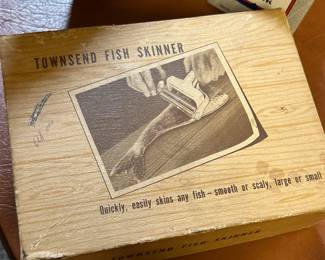 TOWNSEND FISH SKINNER
Quickly, easily skins any fish — smooth or scaly, large or small
TOWNSEND FISH SKINNER